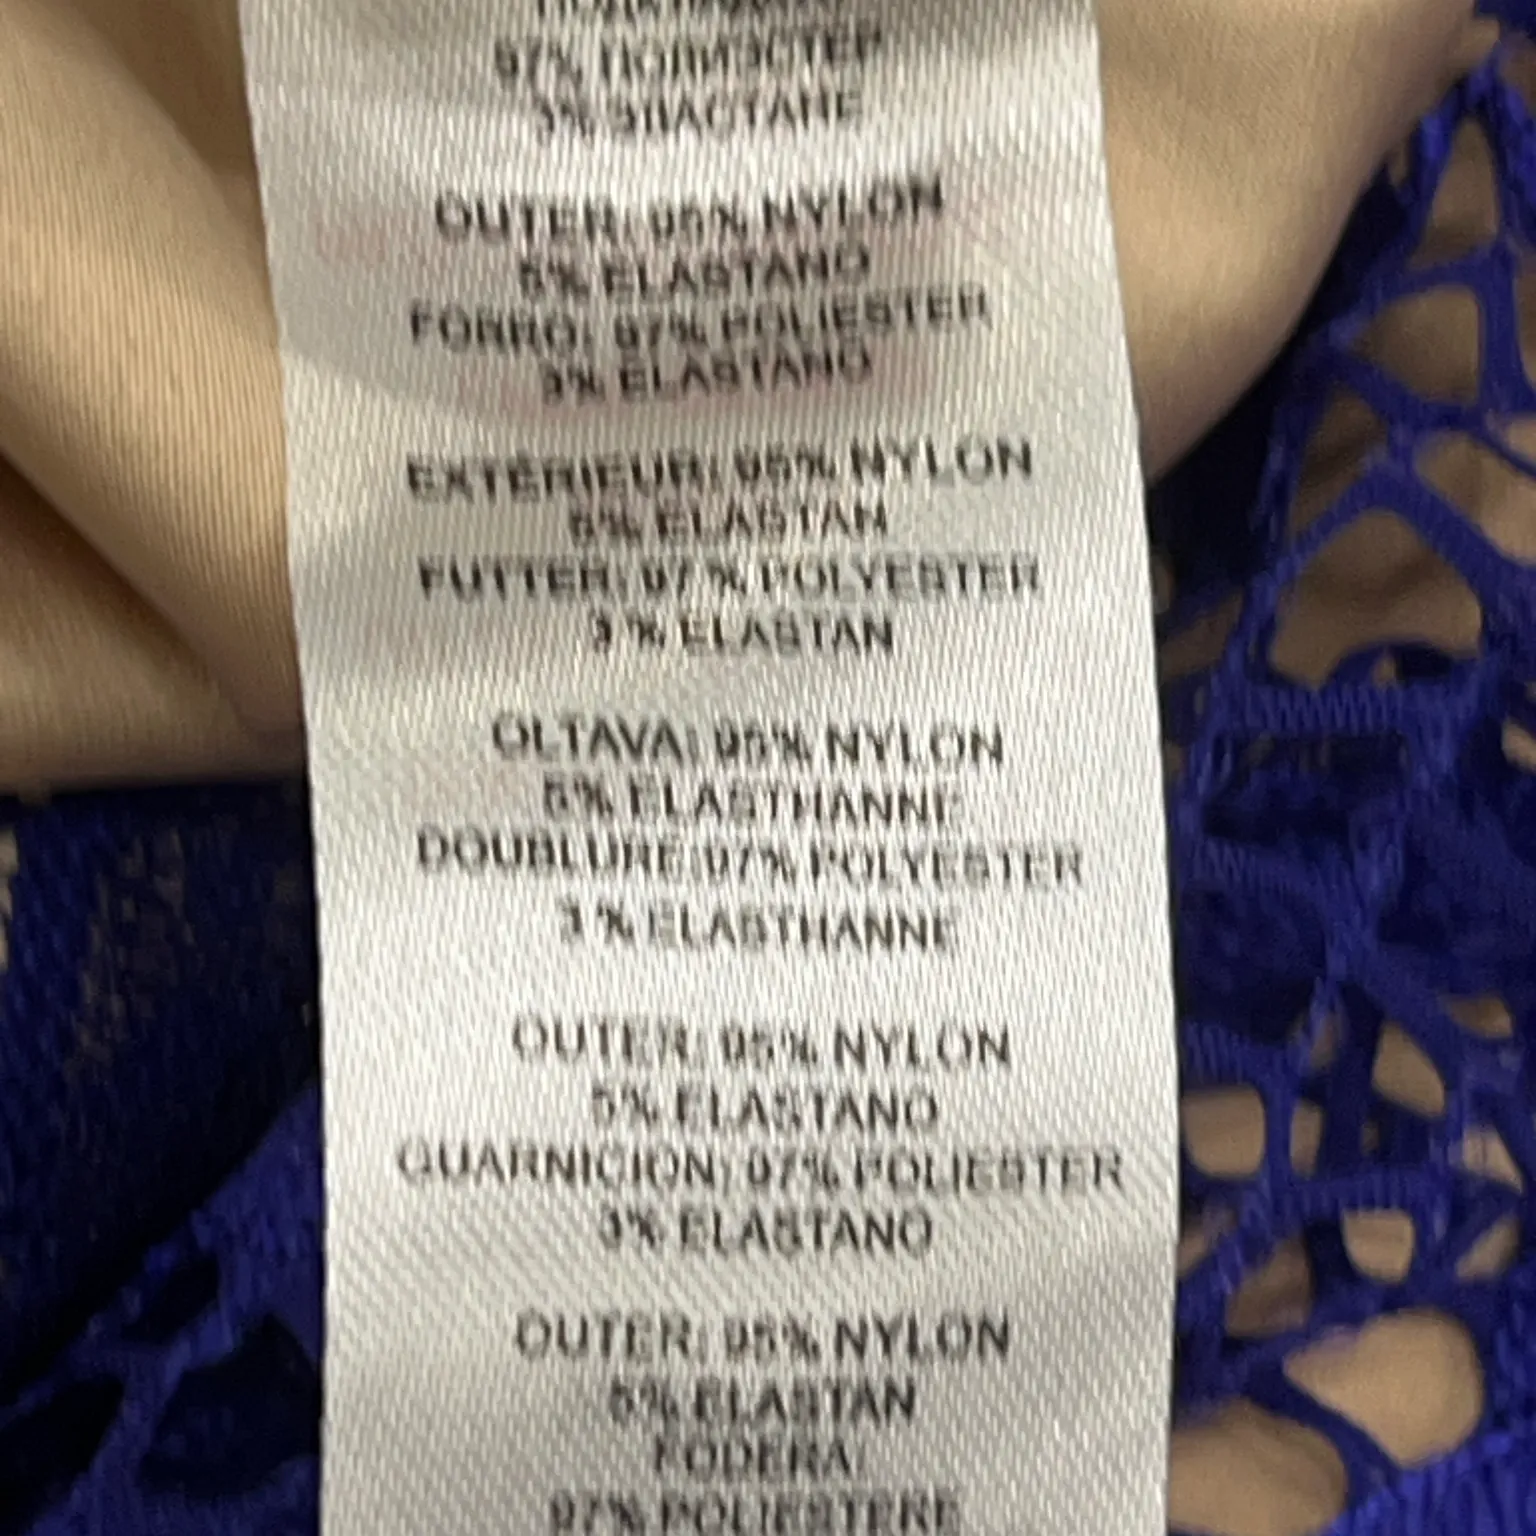 97% ПОЛИЭСТЕР
3% ЭЛАСТАНЕ
OUTER: 95% NYLON
5% ELASTANO
FORRO: 97% POLIESTER
3% ELASTANO
EXTERIEUR: 95% NYLON
5% ELASTAN
FUTTER: 97% POLYESTER
3% ELASTAN
OLTAVA: 95% NYLON
5% ELASTHANNE
DOUBLURE:97% POLYESTER
3% ELASTHANNE
OUTER: 95% NYLON
5% ELASTANO
GUARNICION: 97% POLIESTER
3% ELASTANO
OUTER: 95% NYLON
5% ELASTAN
FODERA
97% POLIESTERE